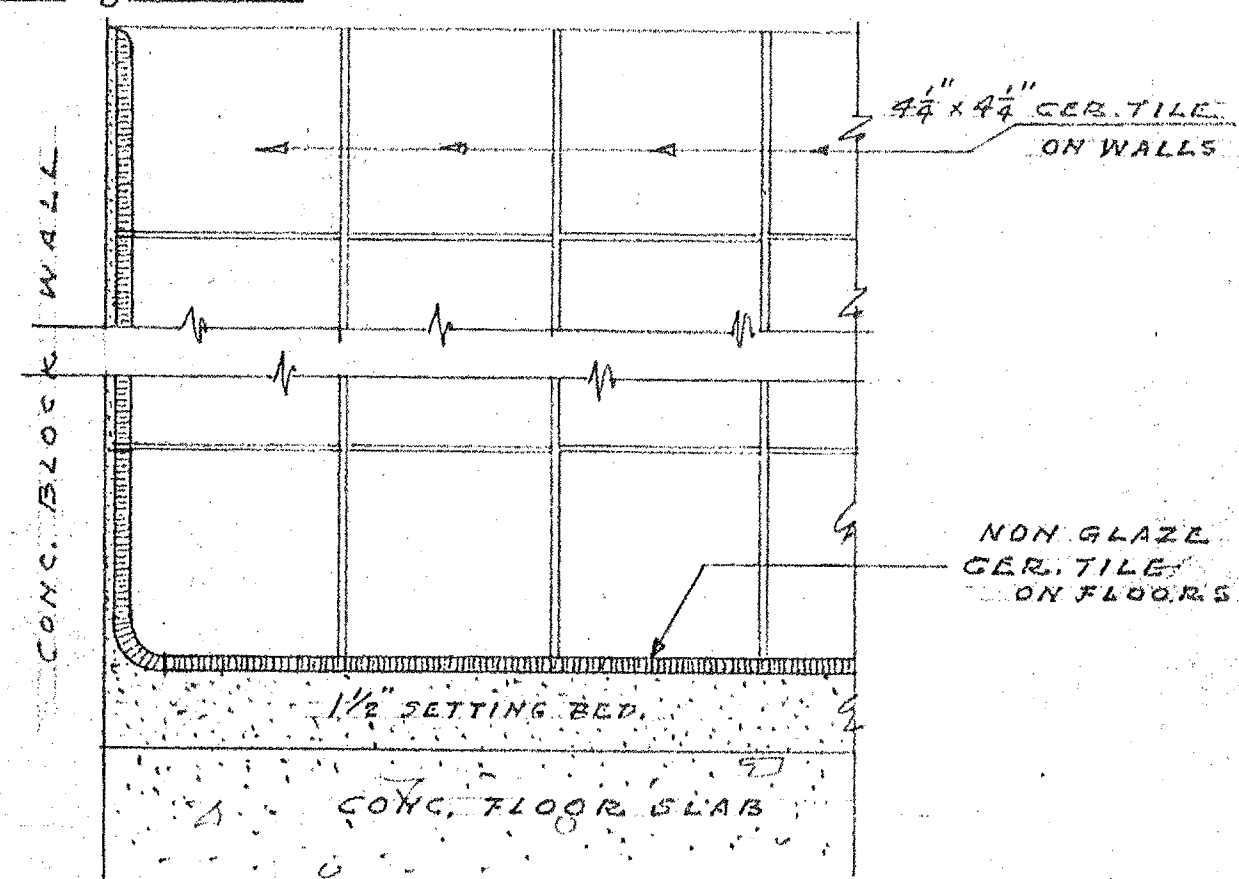 4¼" x 4¼" CER. TILE
ON WALLS
CONC. BLOCK WALL
NON GLAZE
CER. TILE
ON FLOORS
1½" SETTING BED.
CONC. FLOOR SLAB